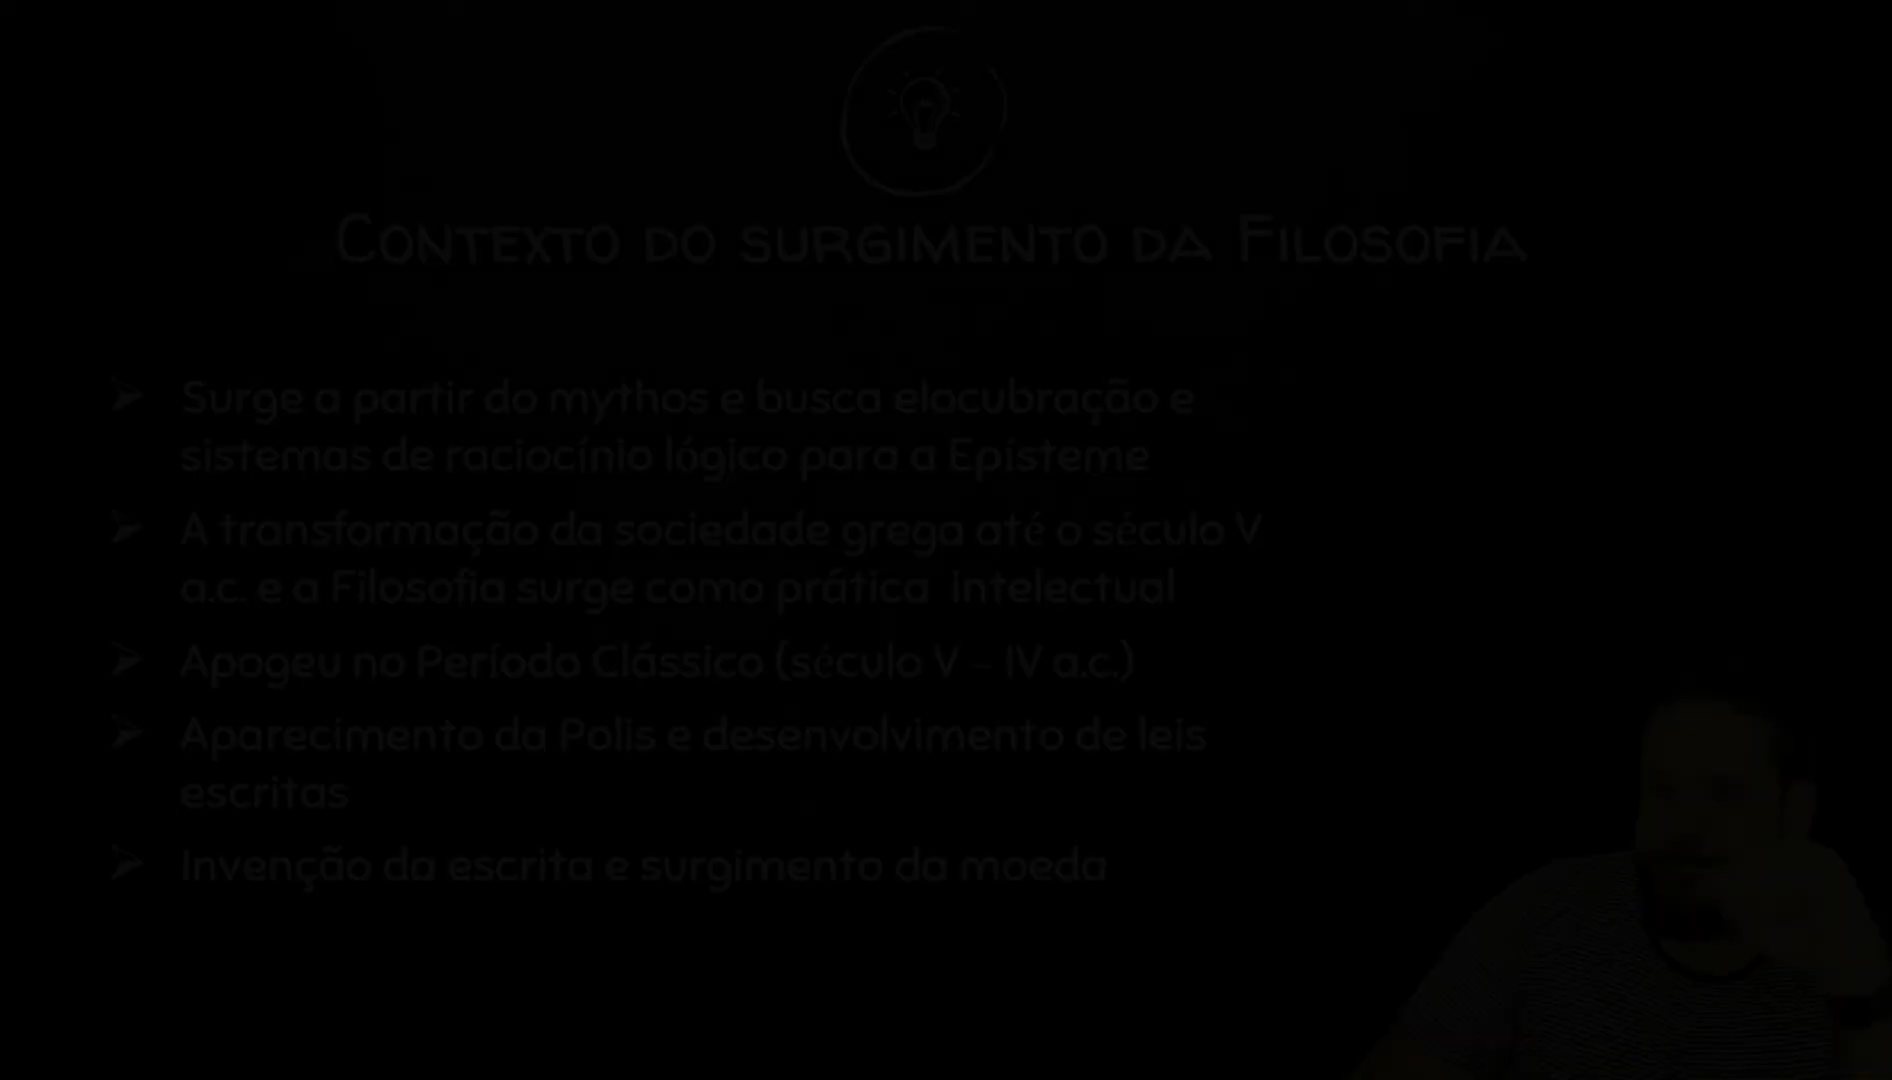 Contexto do surgimento da Filosofia
Surge a partir do mythos e busca elocubração e
sistemas de raciocínio lógico para a Episteme
A transformação da sociedade grega até o século V
a.c. e a Filosofia surge como prática Intelectual
Apogeu no Período Clássico (século V – IV a.c.)
Aparecimento da Polis e desenvolvimento de leis
escritas
Invenção da escrita e surgimento da moeda